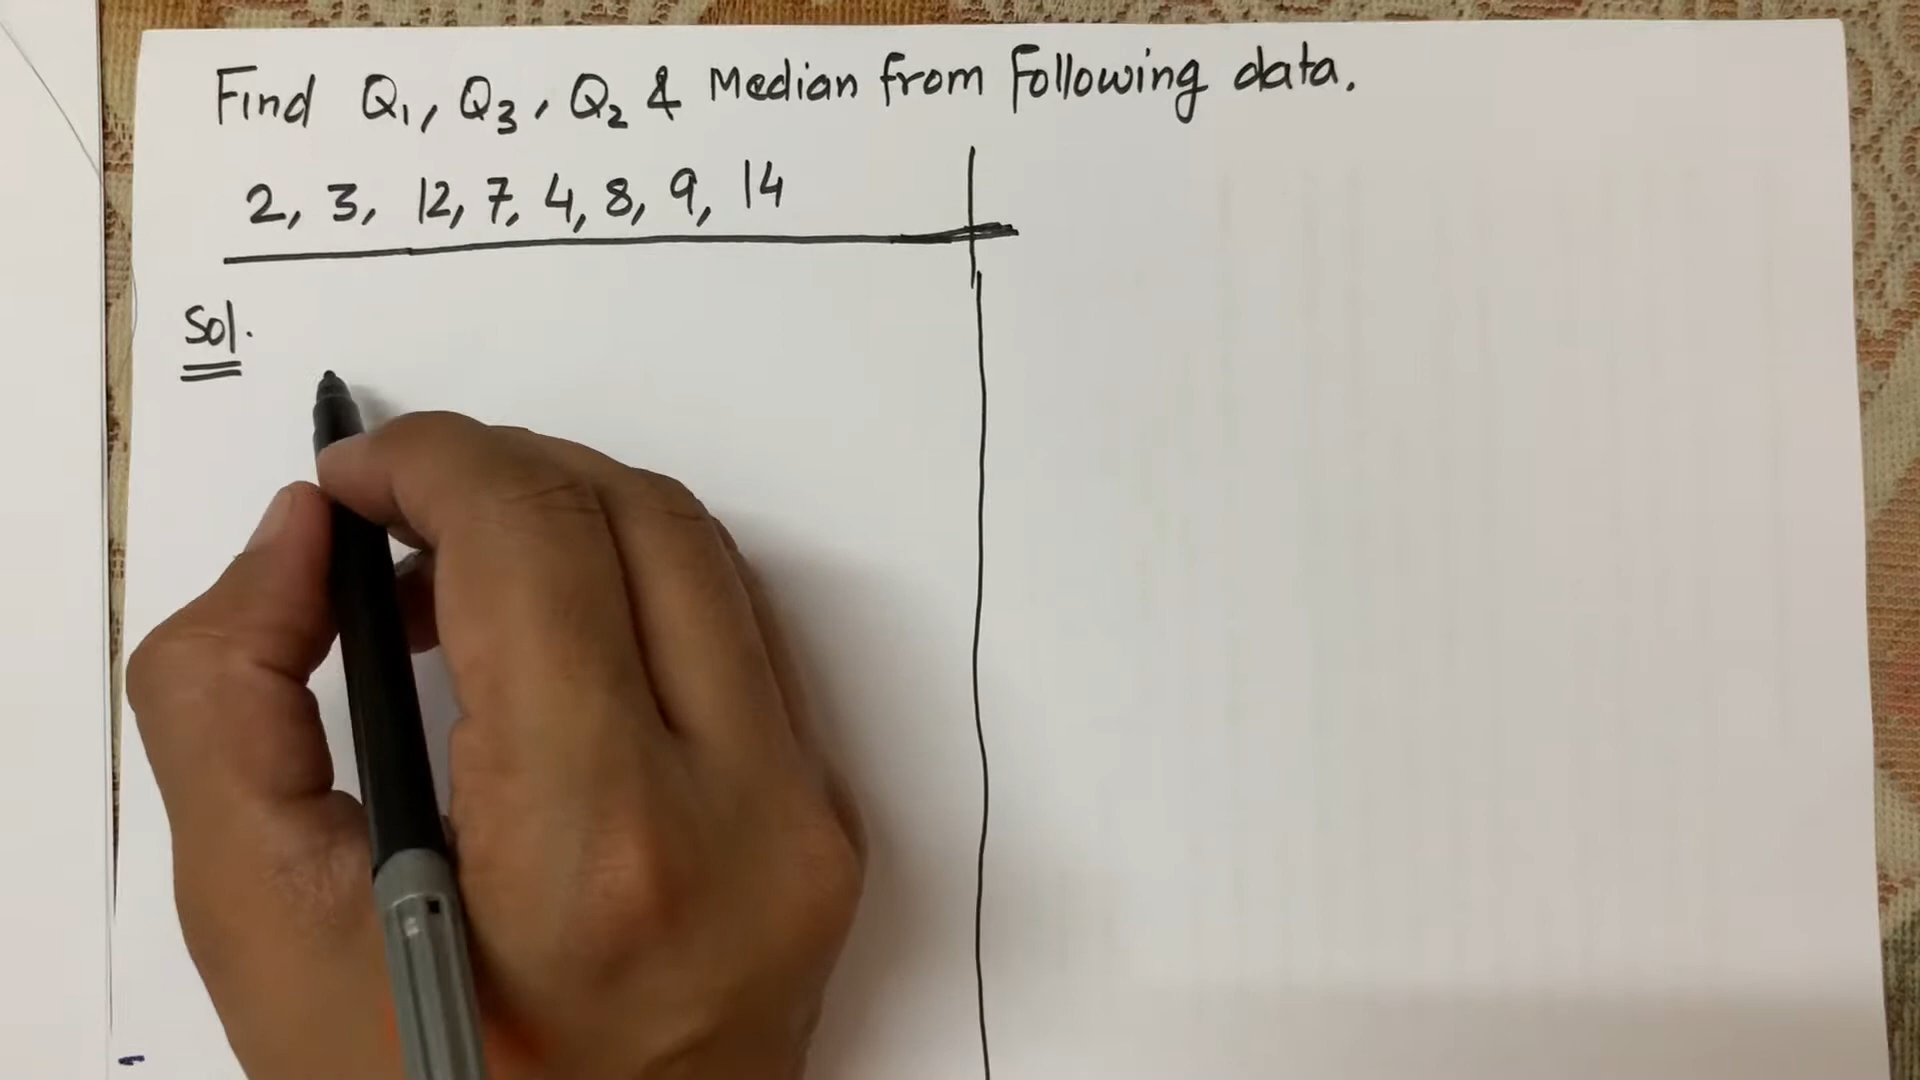 Find Q₁, Q₃, Q₂ & Median from Following data.
2, 3, 12, 7, 4, 8, 9, 14
Sol.